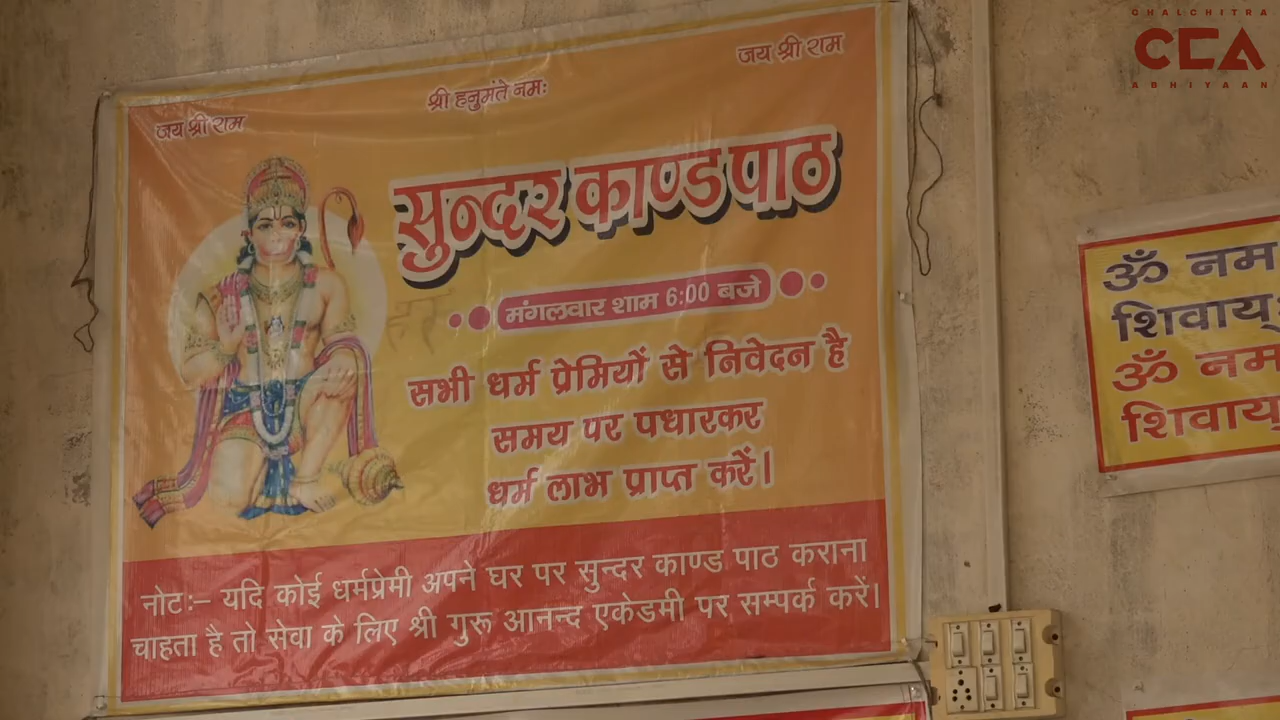 CHALCHITRA
CCA
ABHIYAAN
जय श्री राम
श्री हनुमंते नमः
जय श्री राम
सुन्दर काण्ड पाठ
मंगलवार शाम 6:00 बजे
सभी धर्म प्रेमियों से निवेदन है
समय पर पधारकर
धर्म लाभ प्राप्त करें।
नोटः– यदि कोई धर्मप्रेमी अपने घर पर सुन्दर काण्ड पाठ कराना
चाहता है तो सेवा के लिए श्री गुरू आनन्द एकेडमी पर सम्पर्क करें।
ॐ नम
शिवाय
ॐ नम
शिवाय